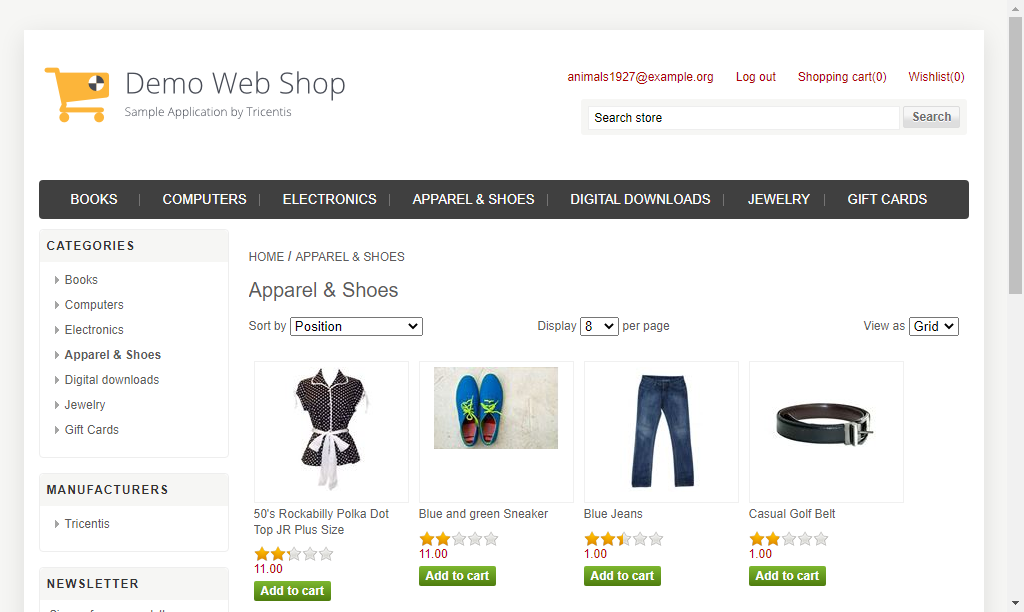 Demo Web Shop
Sample Application by Tricentis
animals1927@example.org Log out Shopping cart(0) Wishlist(0)
Search store Search
BOOKS COMPUTERS ELECTRONICS APPAREL & SHOES DIGITAL DOWNLOADS JEWELRY GIFT CARDS
CATEGORIES
Books
Computers
Electronics
Apparel & Shoes
Digital downloads
Jewelry
Gift Cards
MANUFACTURERS
Tricentis
NEWSLETTER
HOME / APPAREL & SHOES
Apparel & Shoes
Sort by Position Display 8 per page View as Grid
50's Rockabilly Polka Dot
Top JR Plus Size
11.00
Add to cart
Blue and green Sneaker
11.00
Add to cart
Blue Jeans
1.00
Add to cart
Casual Golf Belt
1.00
Add to cart